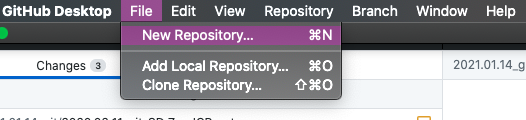 GitHub Desktop File Edit View Repository Branch Window Help
New Repository... ⌘N
Changes 3 2021.01.14_g
Add Local Repository... ⌘O
Clone Repository... ⇧⌘O